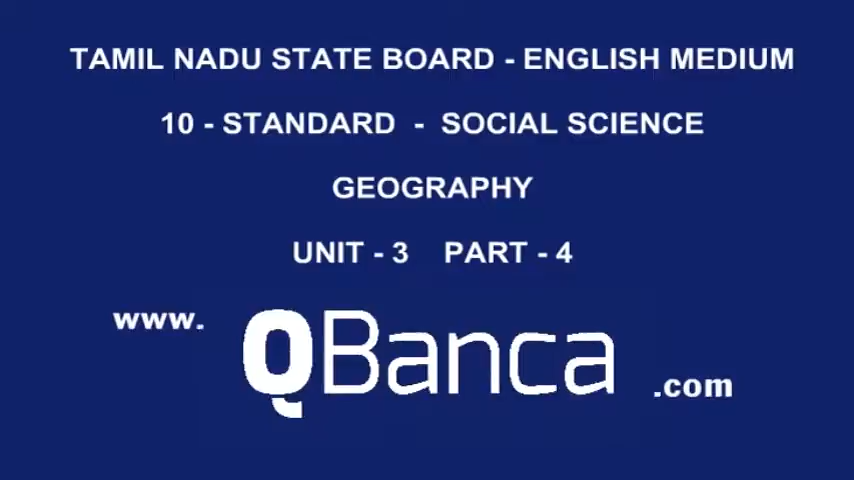 TAMIL NADU STATE BOARD - ENGLISH MEDIUM
10 - STANDARD - SOCIAL SCIENCE
GEOGRAPHY
UNIT - 3 PART - 4
www. QBanca .com